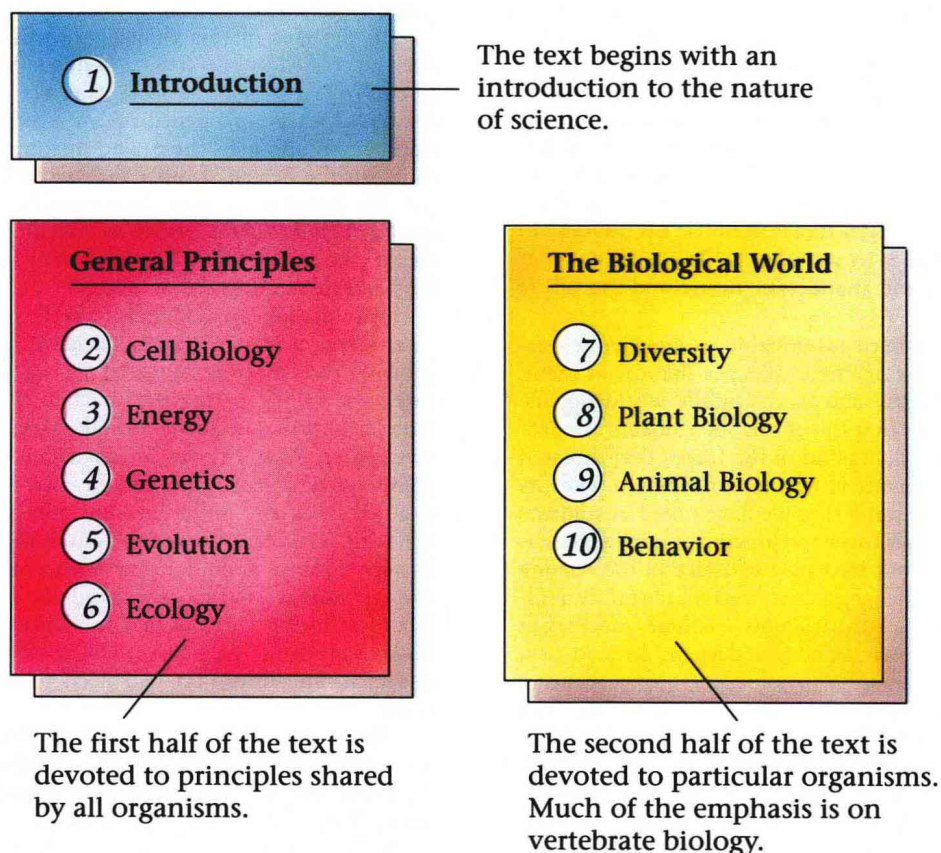 1 Introduction
The text begins with an
introduction to the nature
of science.
General Principles
2 Cell Biology
3 Energy
4 Genetics
5 Evolution
6 Ecology
The first half of the text is
devoted to principles shared
by all organisms.
The Biological World
7 Diversity
8 Plant Biology
9 Animal Biology
10 Behavior
The second half of the text is
devoted to particular organisms.
Much of the emphasis is on
vertebrate biology.